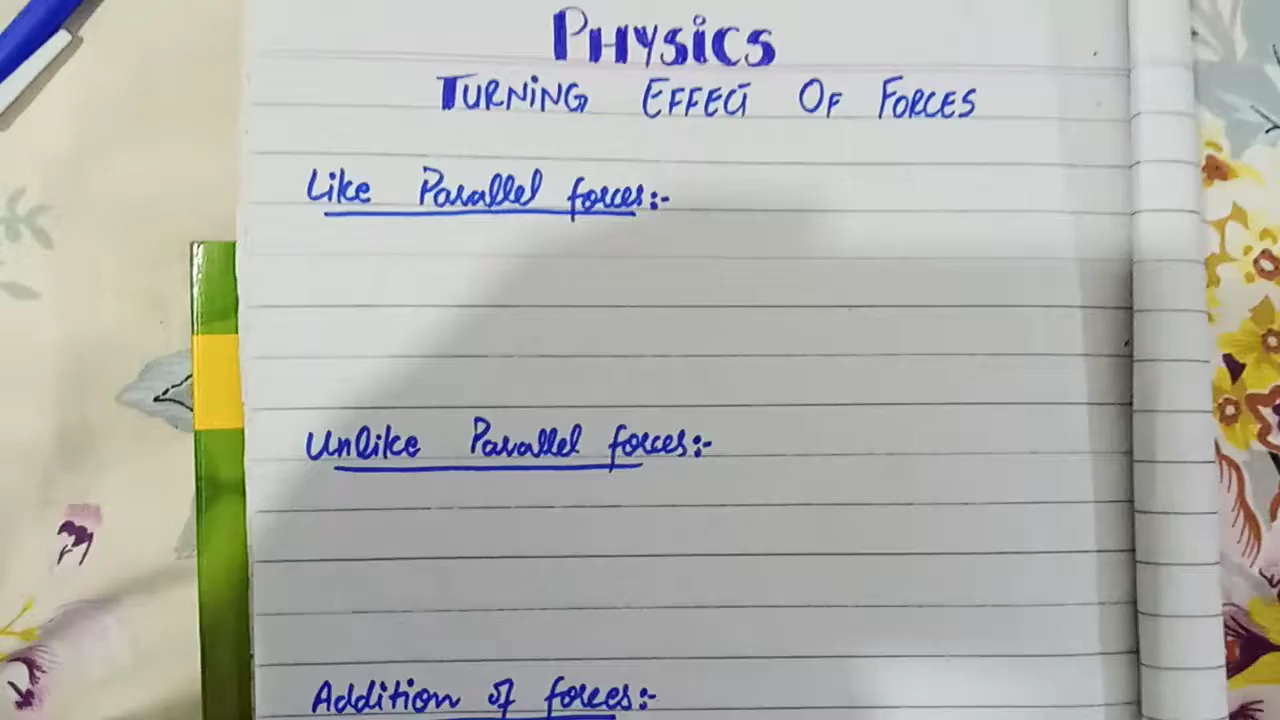 PHYSICS
TURNING EFFECT OF FORCES
Like Parallel forces:-
Unlike Parallel forces:-
Addition of forces:-